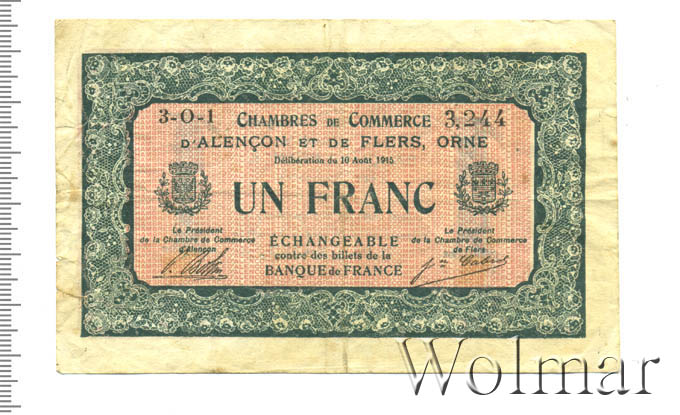 3-O-1 CHAMBRES DE COMMERCE 3,244
D'ALENÇON ET DE FLERS, ORNE
Délibération du 10 Août 1915
UN FRANC
Le Président
de la Chambre de Commerce
d'Alençon
ÉCHANGEABLE
contre des billets de la
BANQUE de FRANCE
Le Président
de la Chambre de Commerce
de Flers
Wolmar